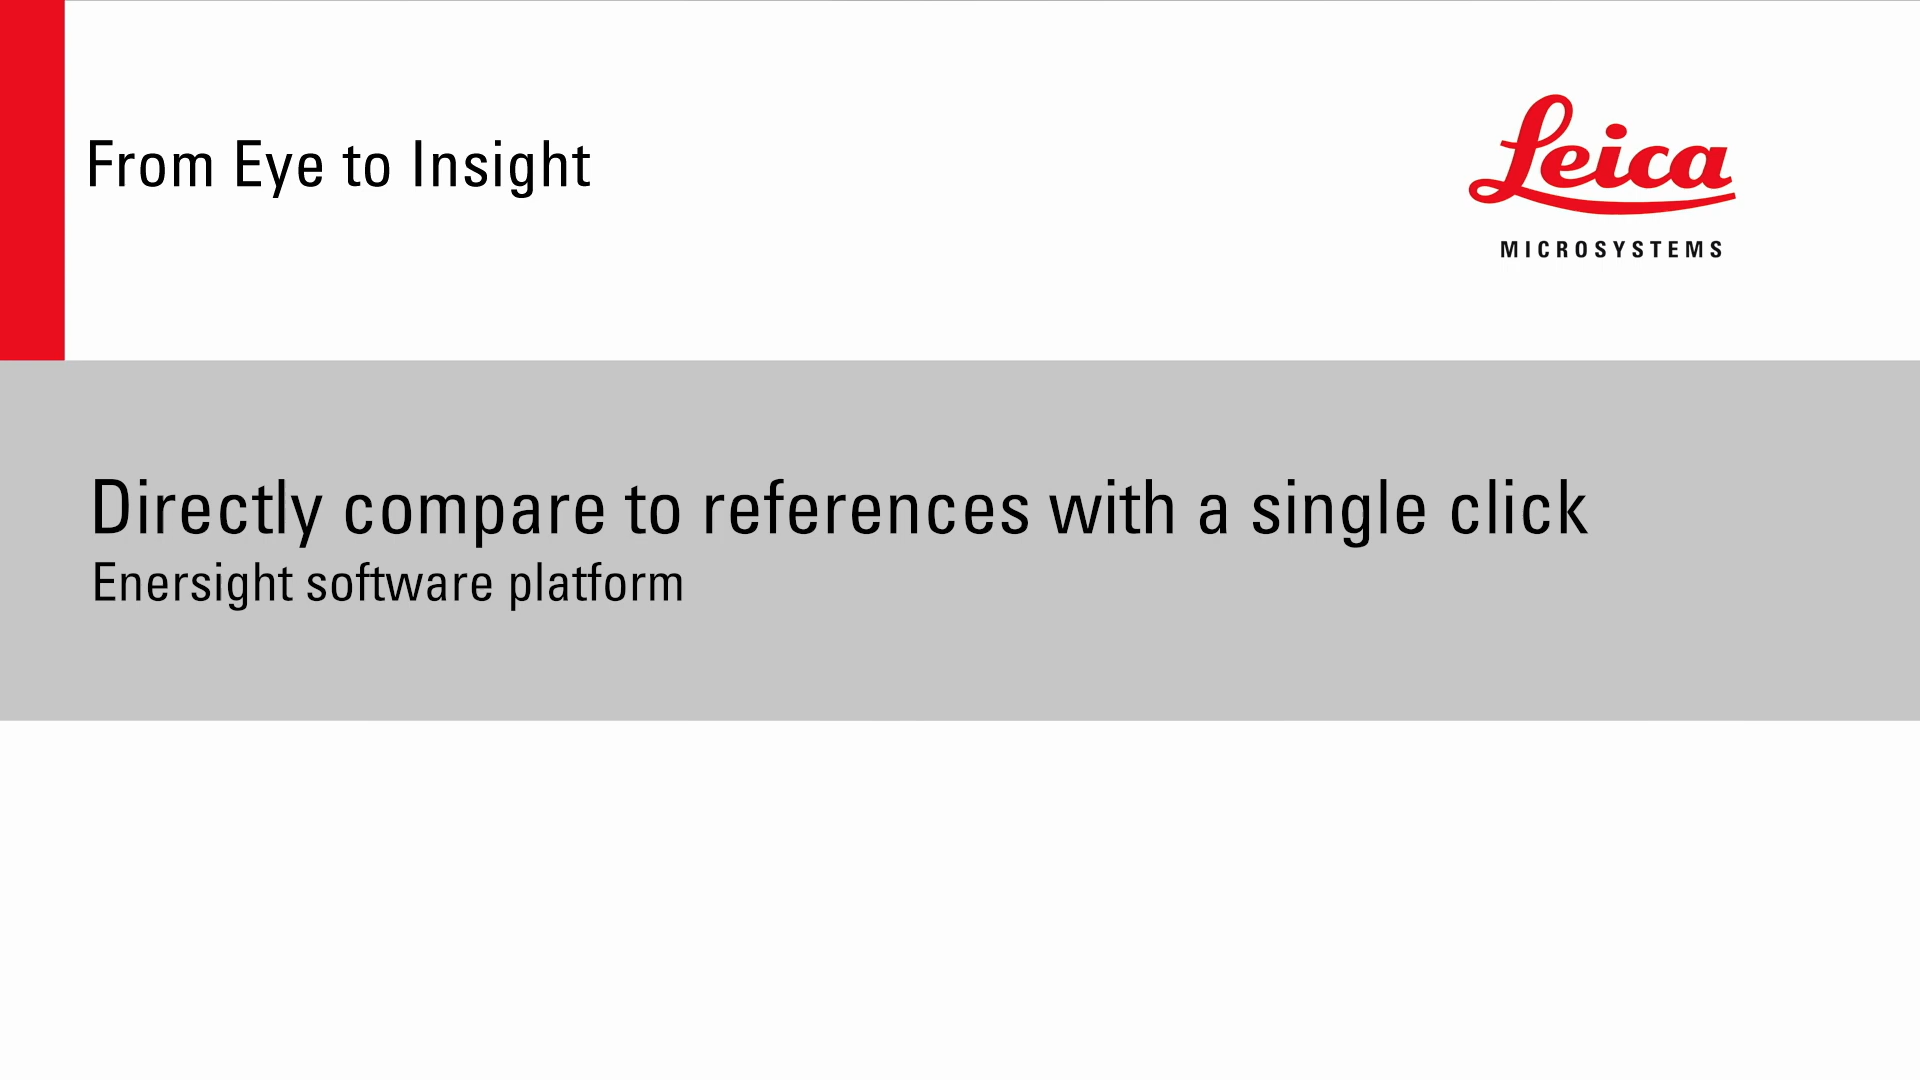 From Eye to Insight
Leica
MICROSYSTEMS
Directly compare to references with a single click
Enersight software platform